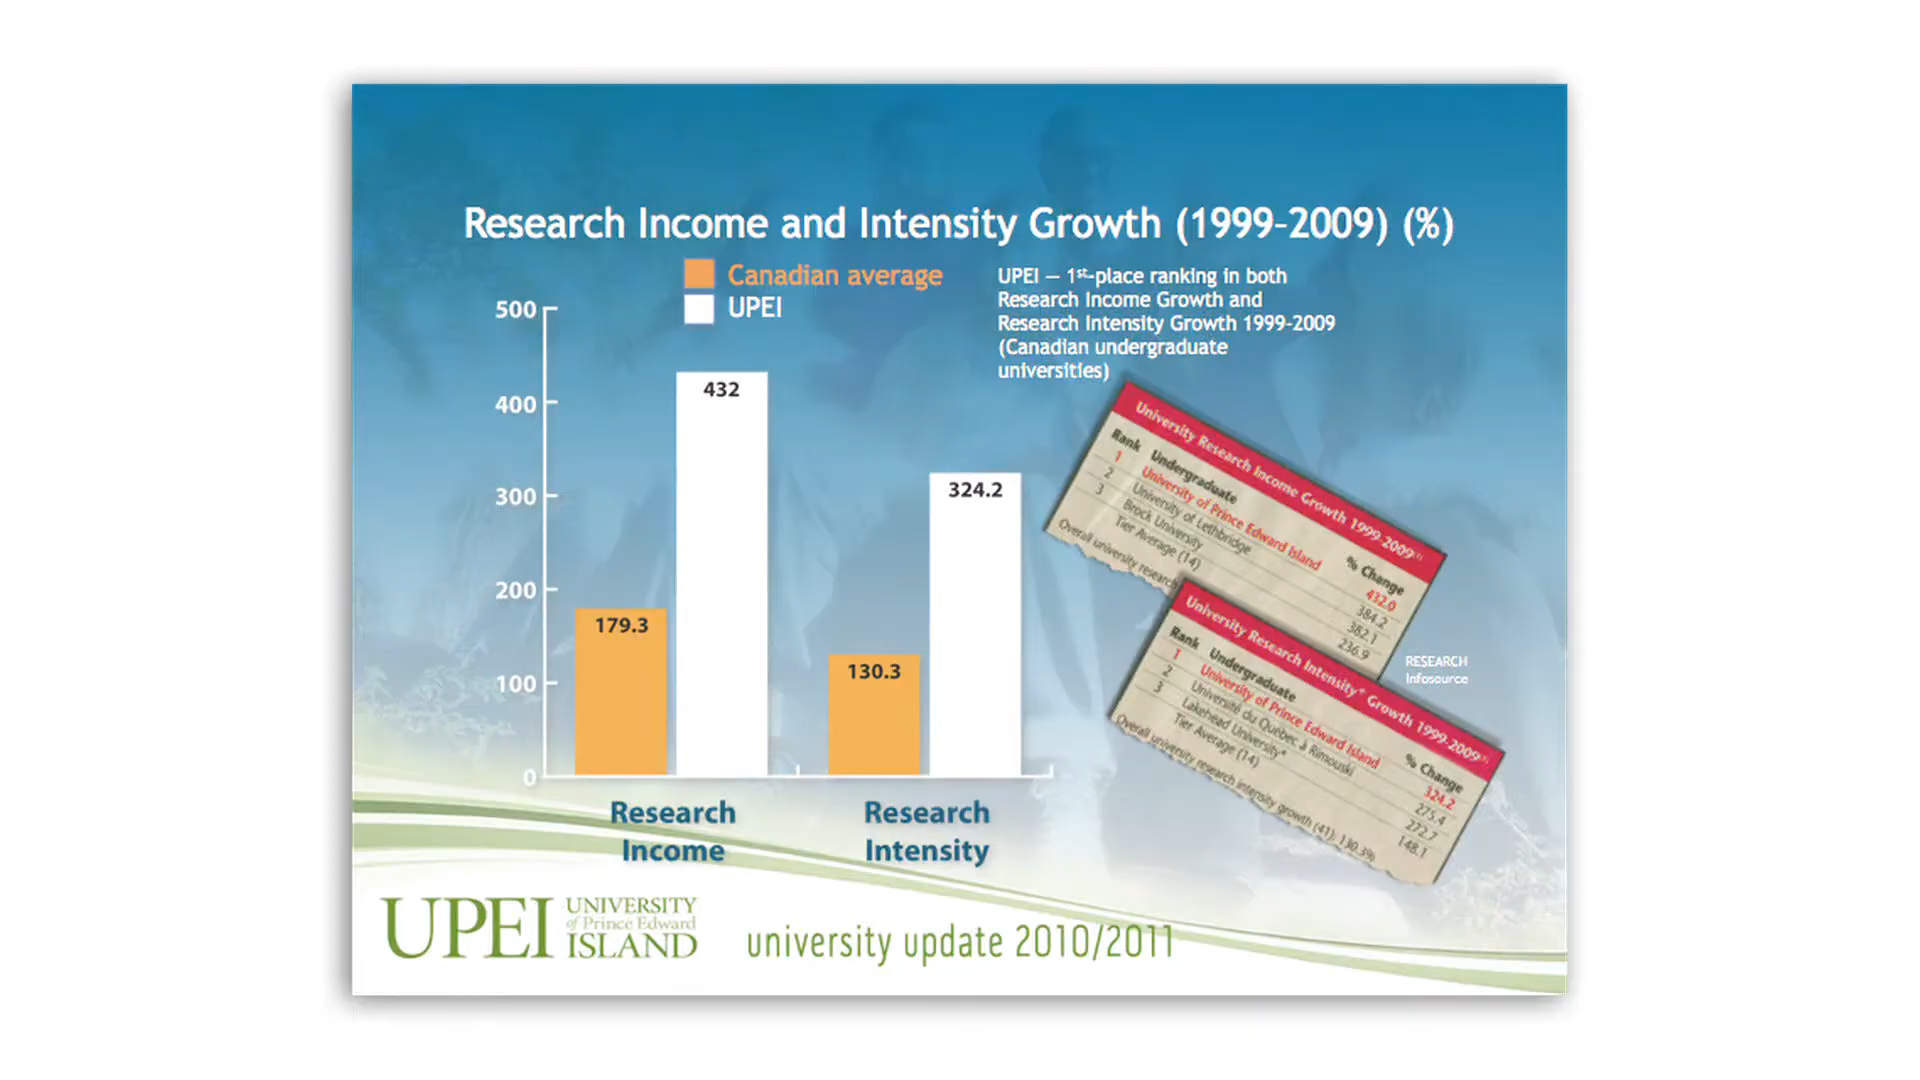 Research Income and Intensity Growth (1999-2009) (%)
Canadian average
UPEI
UPEI — 1st-place ranking in both
Research Income Growth and
Research Intensity Growth 1999-2009
(Canadian undergraduate
universities)
500
400
300
200
100
0
179.3
432
130.3
324.2
Research
Income
Research
Intensity
University Research Income Growth 1999-2009
Rank Undergraduate % Change
1 University of Prince Edward Island 432.0
2 University of Lethbridge 384.2
3 Brock University 382.1
Tier Average (14) 236.9
Overall university research
University Research Intensity* Growth 1999-2009
Rank Undergraduate % Change
1 University of Prince Edward Island 324.2
2 Université du Québec à Rimouski 275.4
3 Lakehead University* 272.7
Tier Average (14) 148.1
Overall university research intensity growth (41): 130.3%
RESEARCH
Infosource
UPEI
UNIVERSITY
of Prince Edward
ISLAND
university update 2010/2011